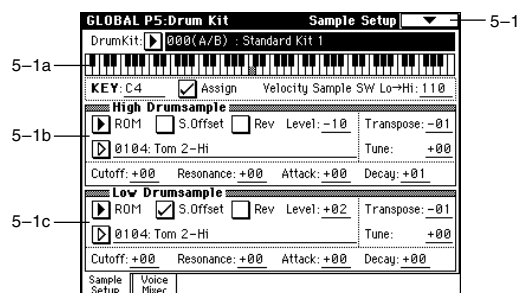 GLOBAL P5:Drum Kit Sample Setup
5-1
DrumKit: 000(A/B) : Standard Kit 1
5-1a
KEY: C4 Assign Velocity Sample SW Lo→Hi: 110
High Drumsample
5-1b
ROM S.Offset Rev Level: -10 Transpose: -01
0104: Tom 2-Hi Tune: +00
Cutoff: +00 Resonance: +00 Attack: +00 Decay: +01
Low Drumsample
5-1c
ROM S.Offset Rev Level: +02 Transpose: -01
0104: Tom 2-Hi Tune: +00
Cutoff: +00 Resonance: +00 Attack: +00 Decay: +00
Sample Setup
Voice Mixer